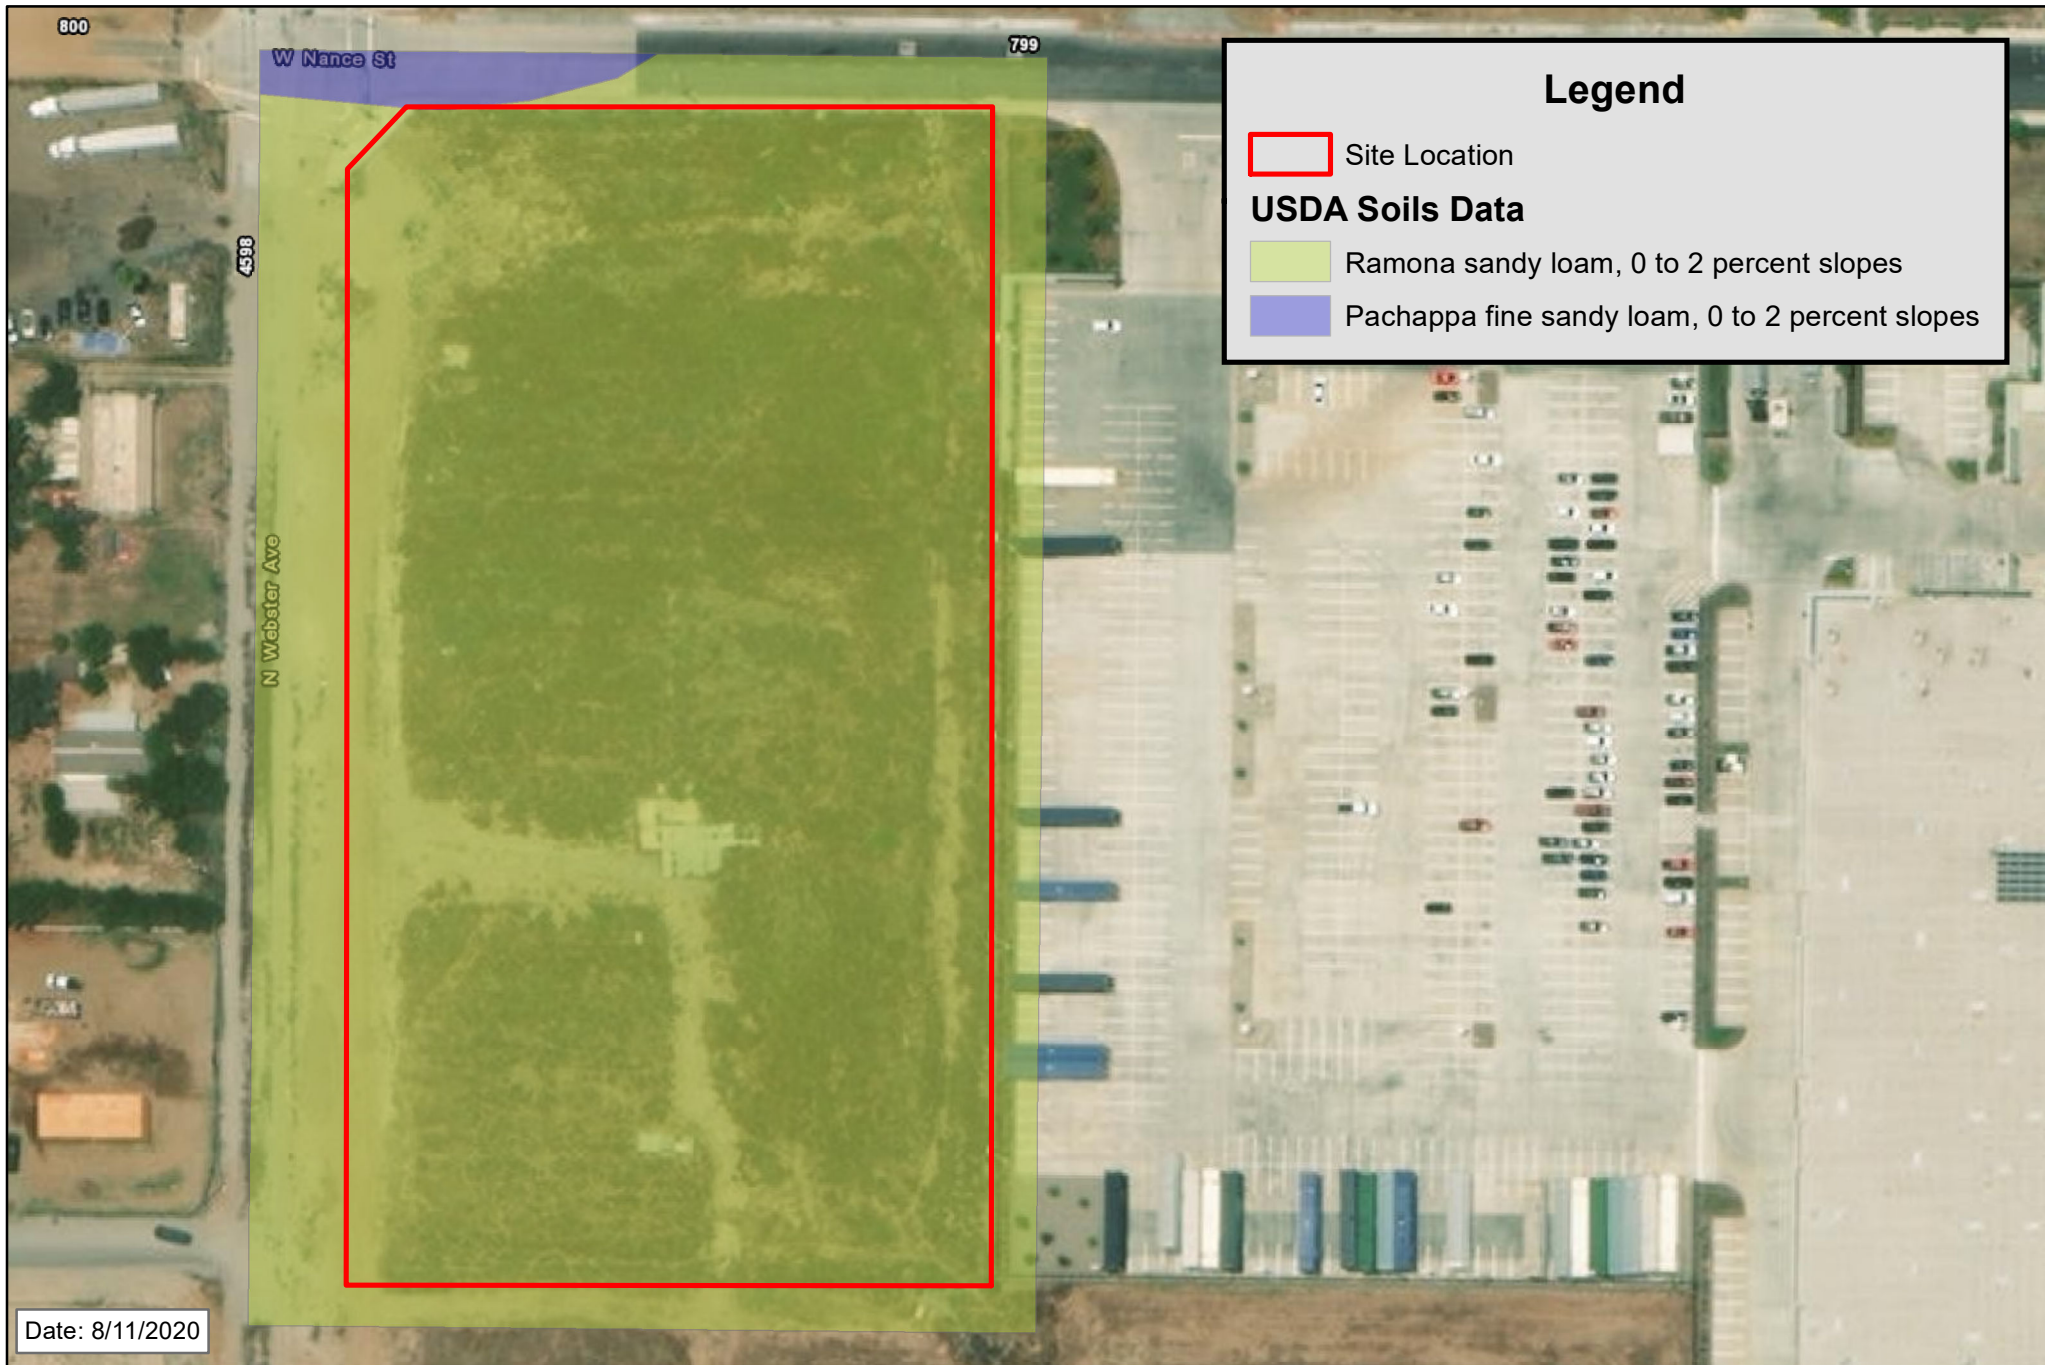 800
W Nance St
799
4598
N Webster Ave
Legend
Site Location
USDA Soils Data
Ramona sandy loam, 0 to 2 percent slopes
Pachappa fine sandy loam, 0 to 2 percent slopes
Date: 8/11/2020